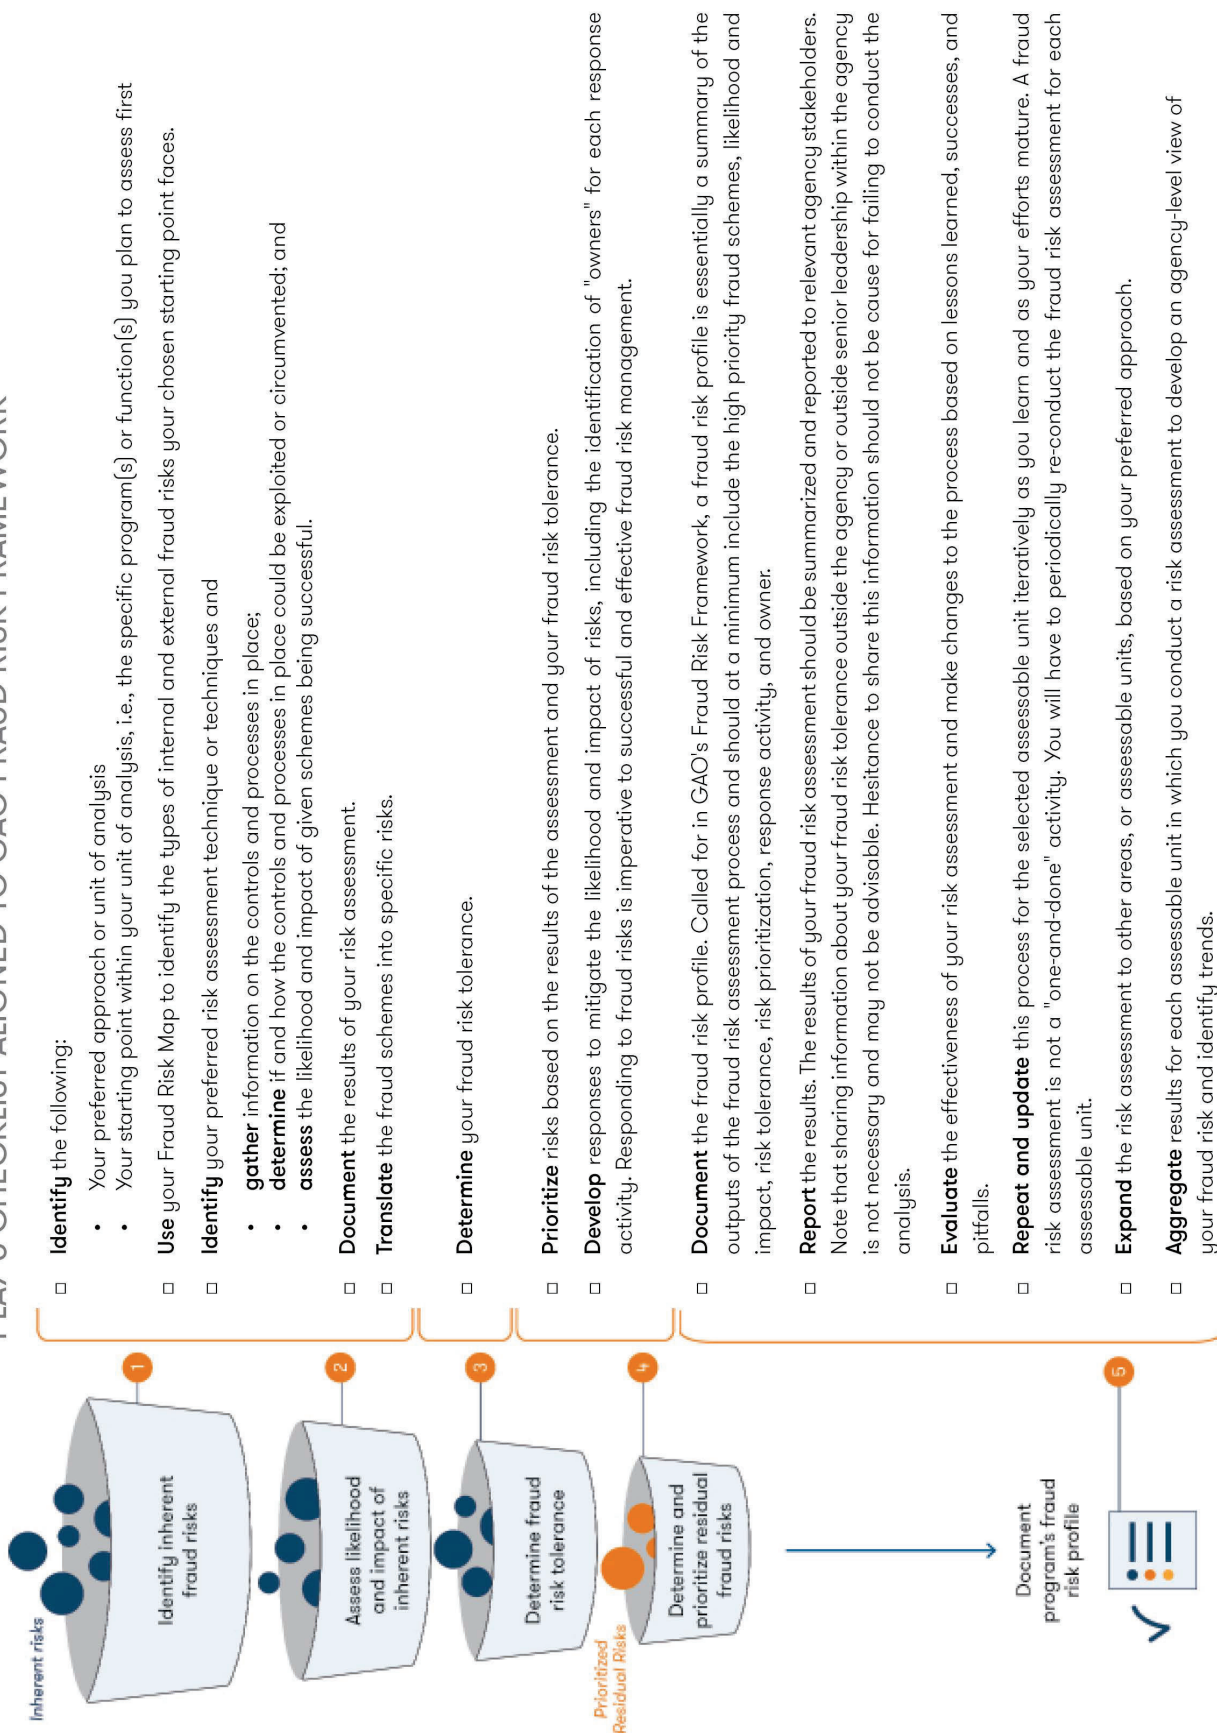 PLAY 6 CHECKLIST ALIGNED TO GAO FRAUD RISK FRAMEWORK
Inherent risks
Identify inherent
fraud risks
1
Assess likelihood
and impact of
inherent risks
2
Determine fraud
risk tolerance
3
Prioritized
Residual Risks
Determine and
prioritize residual
fraud risks
4
Document
program's fraud
risk profile
5
□ Identify the following:
• Your preferred approach or unit of analysis
• Your starting point within your unit of analysis, i.e., the specific program(s) or function(s) you plan to assess first
□ Use your Fraud Risk Map to identify the types of internal and external fraud risks your chosen starting point faces.
□ Identify your preferred risk assessment technique or techniques and
• gather information on the controls and processes in place;
• determine if and how the controls and processes in place could be exploited or circumvented; and
• assess the likelihood and impact of given schemes being successful.
□ Document the results of your risk assessment.
□ Translate the fraud schemes into specific risks.
□ Determine your fraud risk tolerance.
□ Prioritize risks based on the results of the assessment and your fraud risk tolerance.
□ Develop responses to mitigate the likelihood and impact of risks, including the identification of "owners" for each response
activity. Responding to fraud risks is imperative to successful and effective fraud risk management.
□ Document the fraud risk profile. Called for in GAO's Fraud Risk Framework, a fraud risk profile is essentially a summary of the
outputs of the fraud risk assessment process and should at a minimum include the high priority fraud schemes, likelihood and
impact, risk tolerance, risk prioritization, response activity, and owner.
□ Report the results. The results of your fraud risk assessment should be summarized and reported to relevant agency stakeholders.
Note that sharing information about your fraud risk tolerance outside the agency or outside senior leadership within the agency
is not necessary and may not be advisable. Hesitance to share this information should not be cause for failing to conduct the
analysis.
□ Evaluate the effectiveness of your risk assessment and make changes to the process based on lessons learned, successes, and
pitfalls.
□ Repeat and update this process for the selected assessable unit iteratively as you learn and as your efforts mature. A fraud
risk assessment is not a "one-and-done" activity. You will have to periodically re-conduct the fraud risk assessment for each
assessable unit.
□ Expand the risk assessment to other areas, or assessable units, based on your preferred approach.
□ Aggregate results for each assessable unit in which you conduct a risk assessment to develop an agency-level view of
your fraud risk and identify trends.